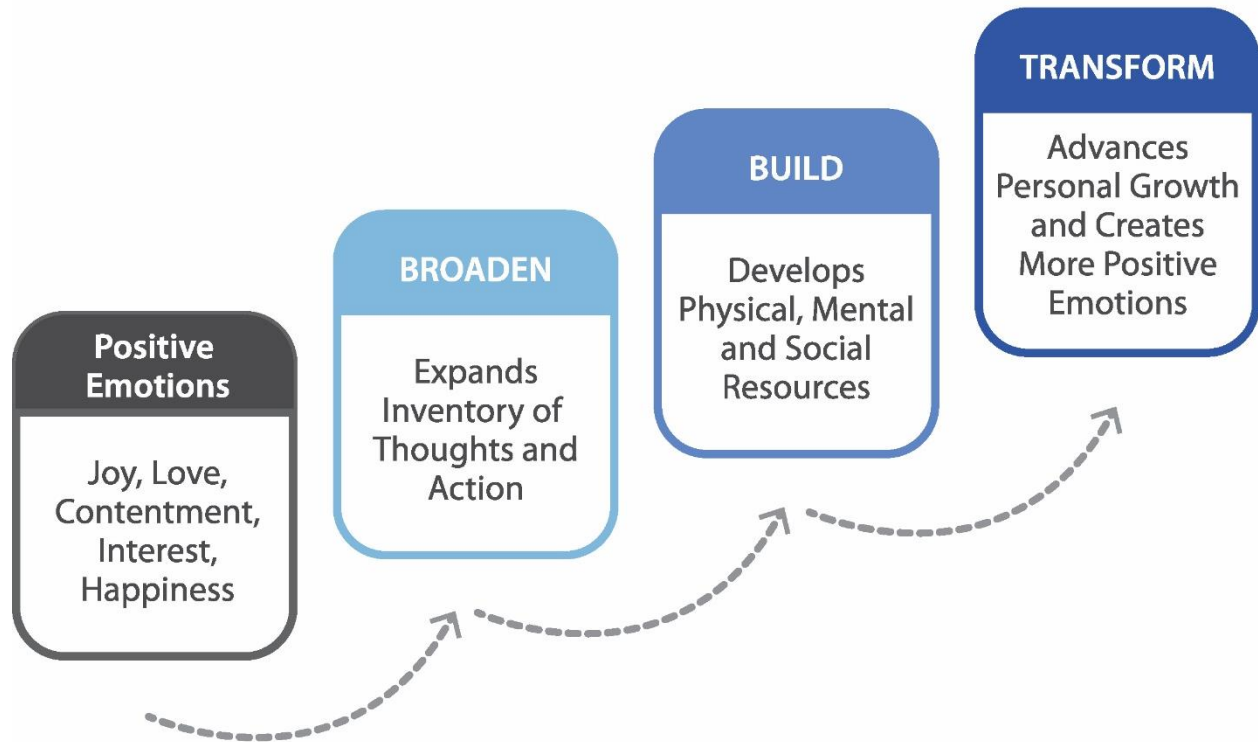 Positive
Emotions
Joy, Love,
Contentment,
Interest,
Happiness
BROADEN
Expands
Inventory of
Thoughts and
Action
BUILD
Develops
Physical, Mental
and Social
Resources
TRANSFORM
Advances
Personal Growth
and Creates
More Positive
Emotions